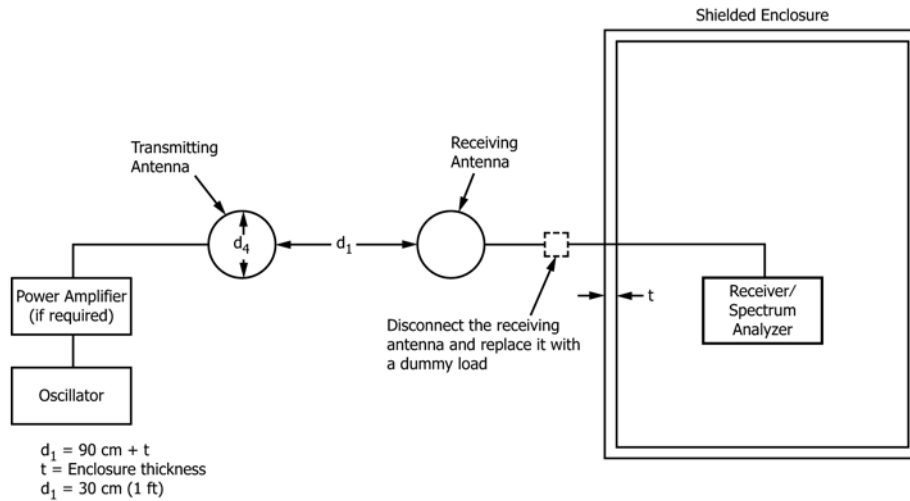 Shielded Enclosure
Transmitting
Antenna
Receiving
Antenna
d4
d1
t
Power Amplifier
(if required)
Oscillator
Disconnect the receiving
antenna and replace it with
a dummy load
Receiver/
Spectrum
Analyzer
d1 = 90 cm + t
t = Enclosure thickness
d1 = 30 cm (1 ft)